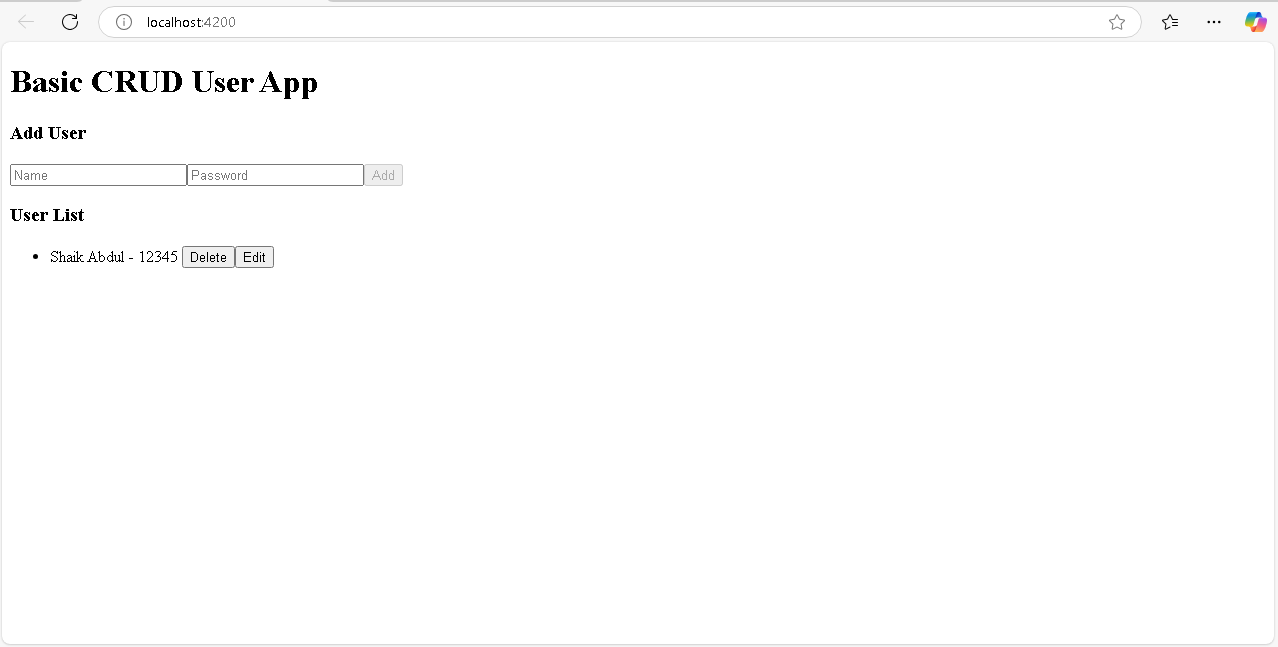 localhost:4200
Basic CRUD User App
Add User
Name Password Add
User List
• Shaik Abdul - 12345 Delete Edit